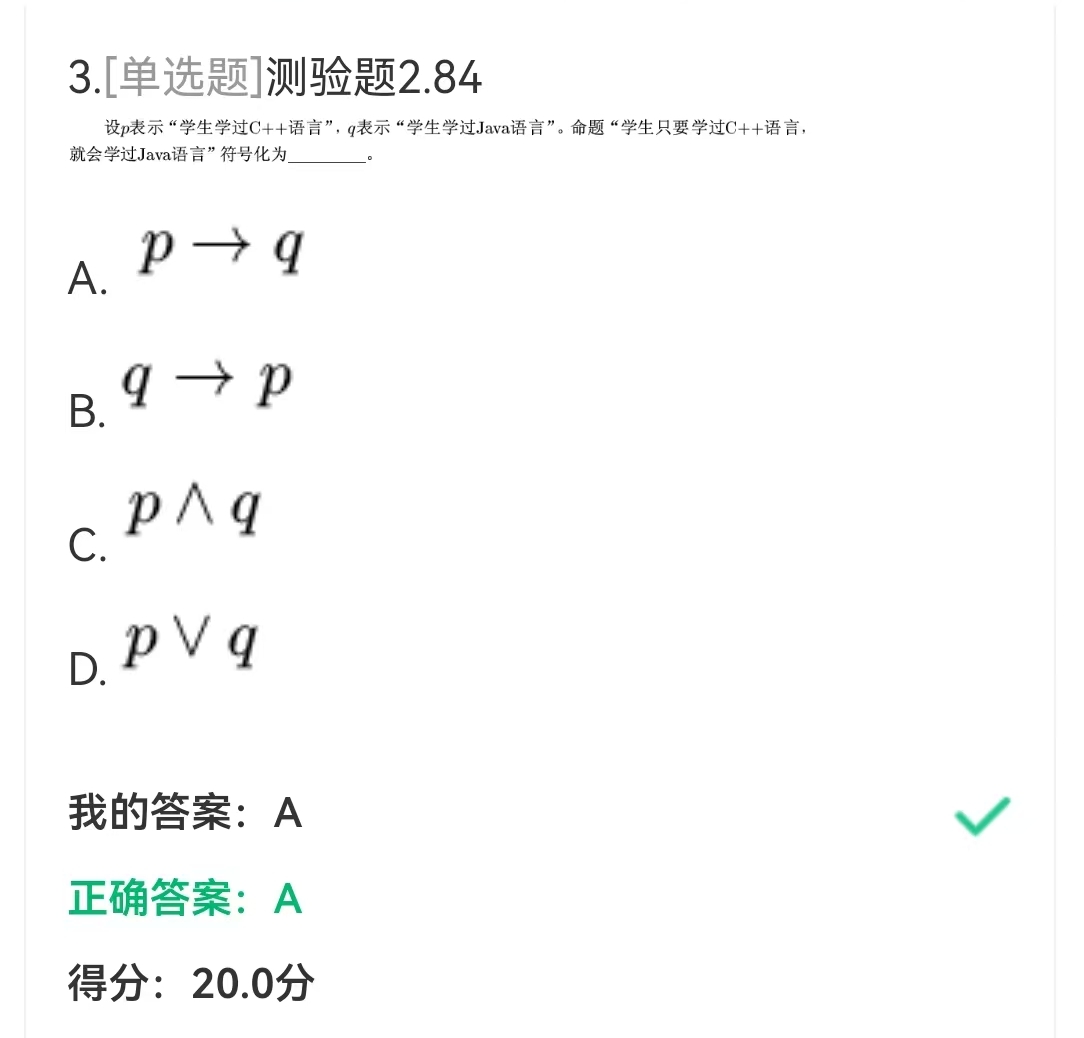 3.[单选题]测验题2.84
设p表示“学生学过C++语言”，q表示“学生学过Java语言”。命题“学生只要学过C++语言，
就会学过Java语言”符号化为________。
A. p → q
B. q → p
C. p ∧ q
D. p ∨ q
我的答案：A
正确答案：A
得分：20.0分